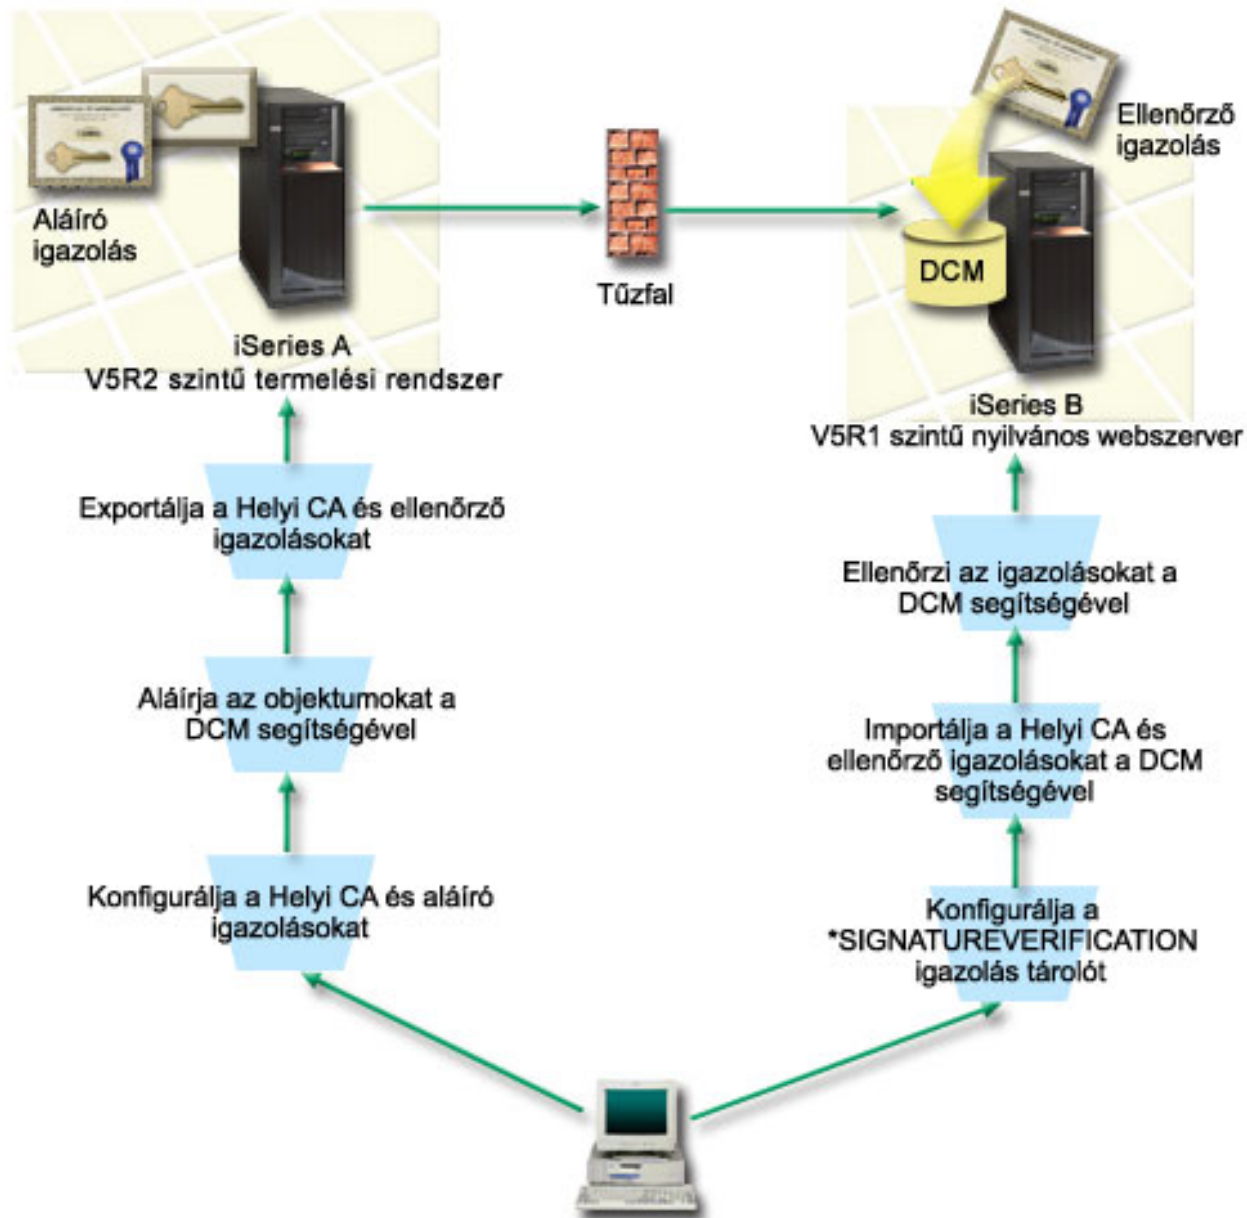 Ellenőrző
igazolás
Aláíró
igazolás
DCM
Tűzfal
iSeries A
V5R2 szintű termelési rendszer
iSeries B
V5R1 szintű nyilvános webszerver
Exportálja a Helyi CA és ellenőrző
igazolásokat
Aláírja az objektumokat a
DCM segítségével
Konfigurálja a Helyi CA és aláíró
igazolásokat
Ellenőrzi az igazolásokat a
DCM segítségével
Importálja a Helyi CA és
ellenőrző igazolásokat a DCM
segítségével
Konfigurálja a
*SIGNATUREVERIFICATION
igazolás tárolót